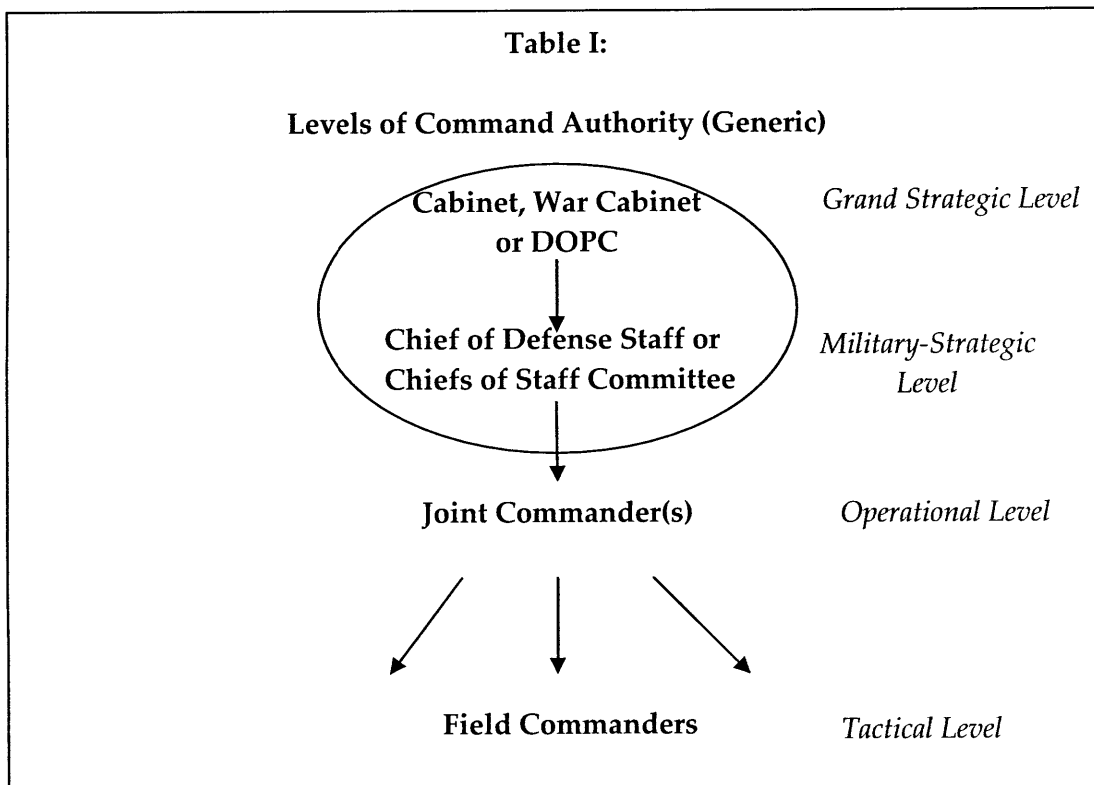 Table I:
Levels of Command Authority (Generic)
Cabinet, War Cabinet
or DOPC
Grand Strategic Level
Chief of Defense Staff or
Chiefs of Staff Committee
Military-Strategic
Level
Joint Commander(s)
Operational Level
Field Commanders
Tactical Level